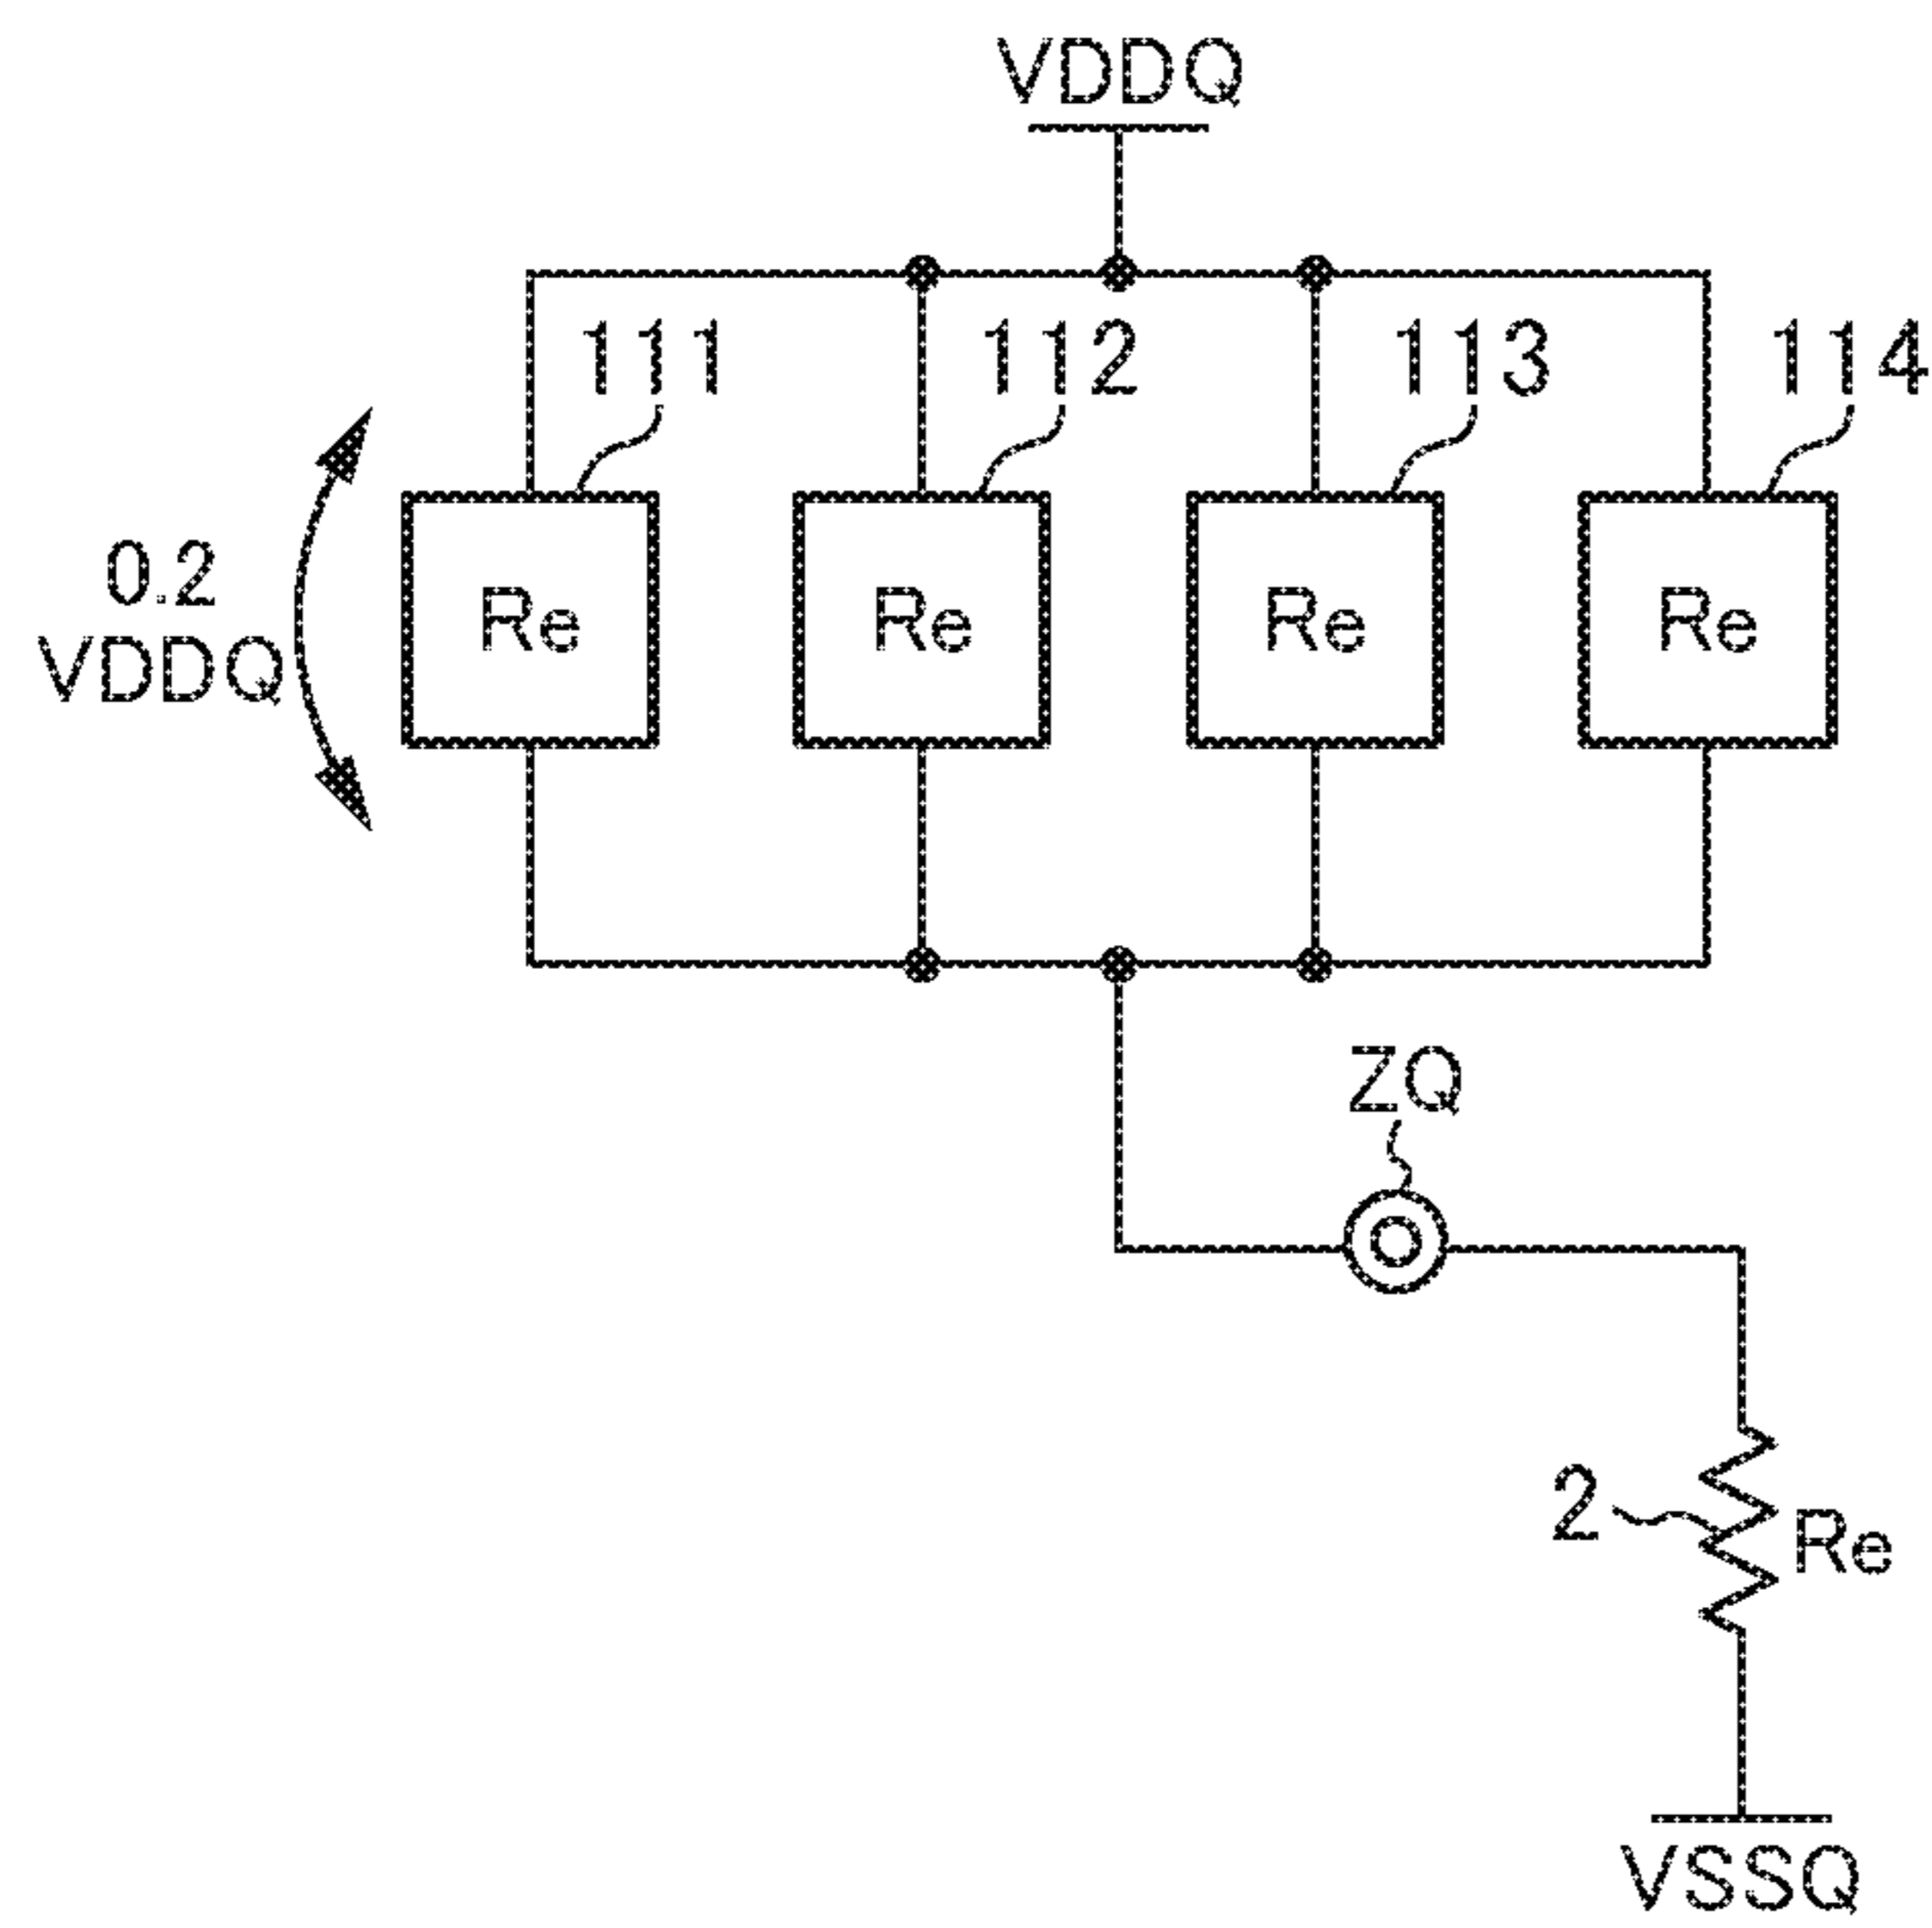 VDDQ
111 112 113 114
0.2
VDDQ
Re Re Re Re
ZQ
2 Re
VSSQ